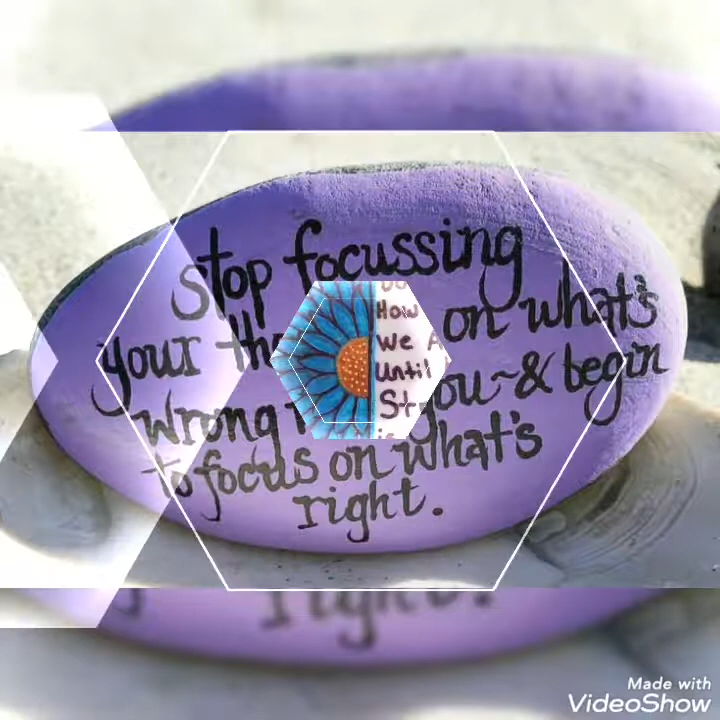 Stop focussing
your on what's
wrong you~& begin
to focus on what's
right.
How
We
Until
right.
Made with
VideoShow